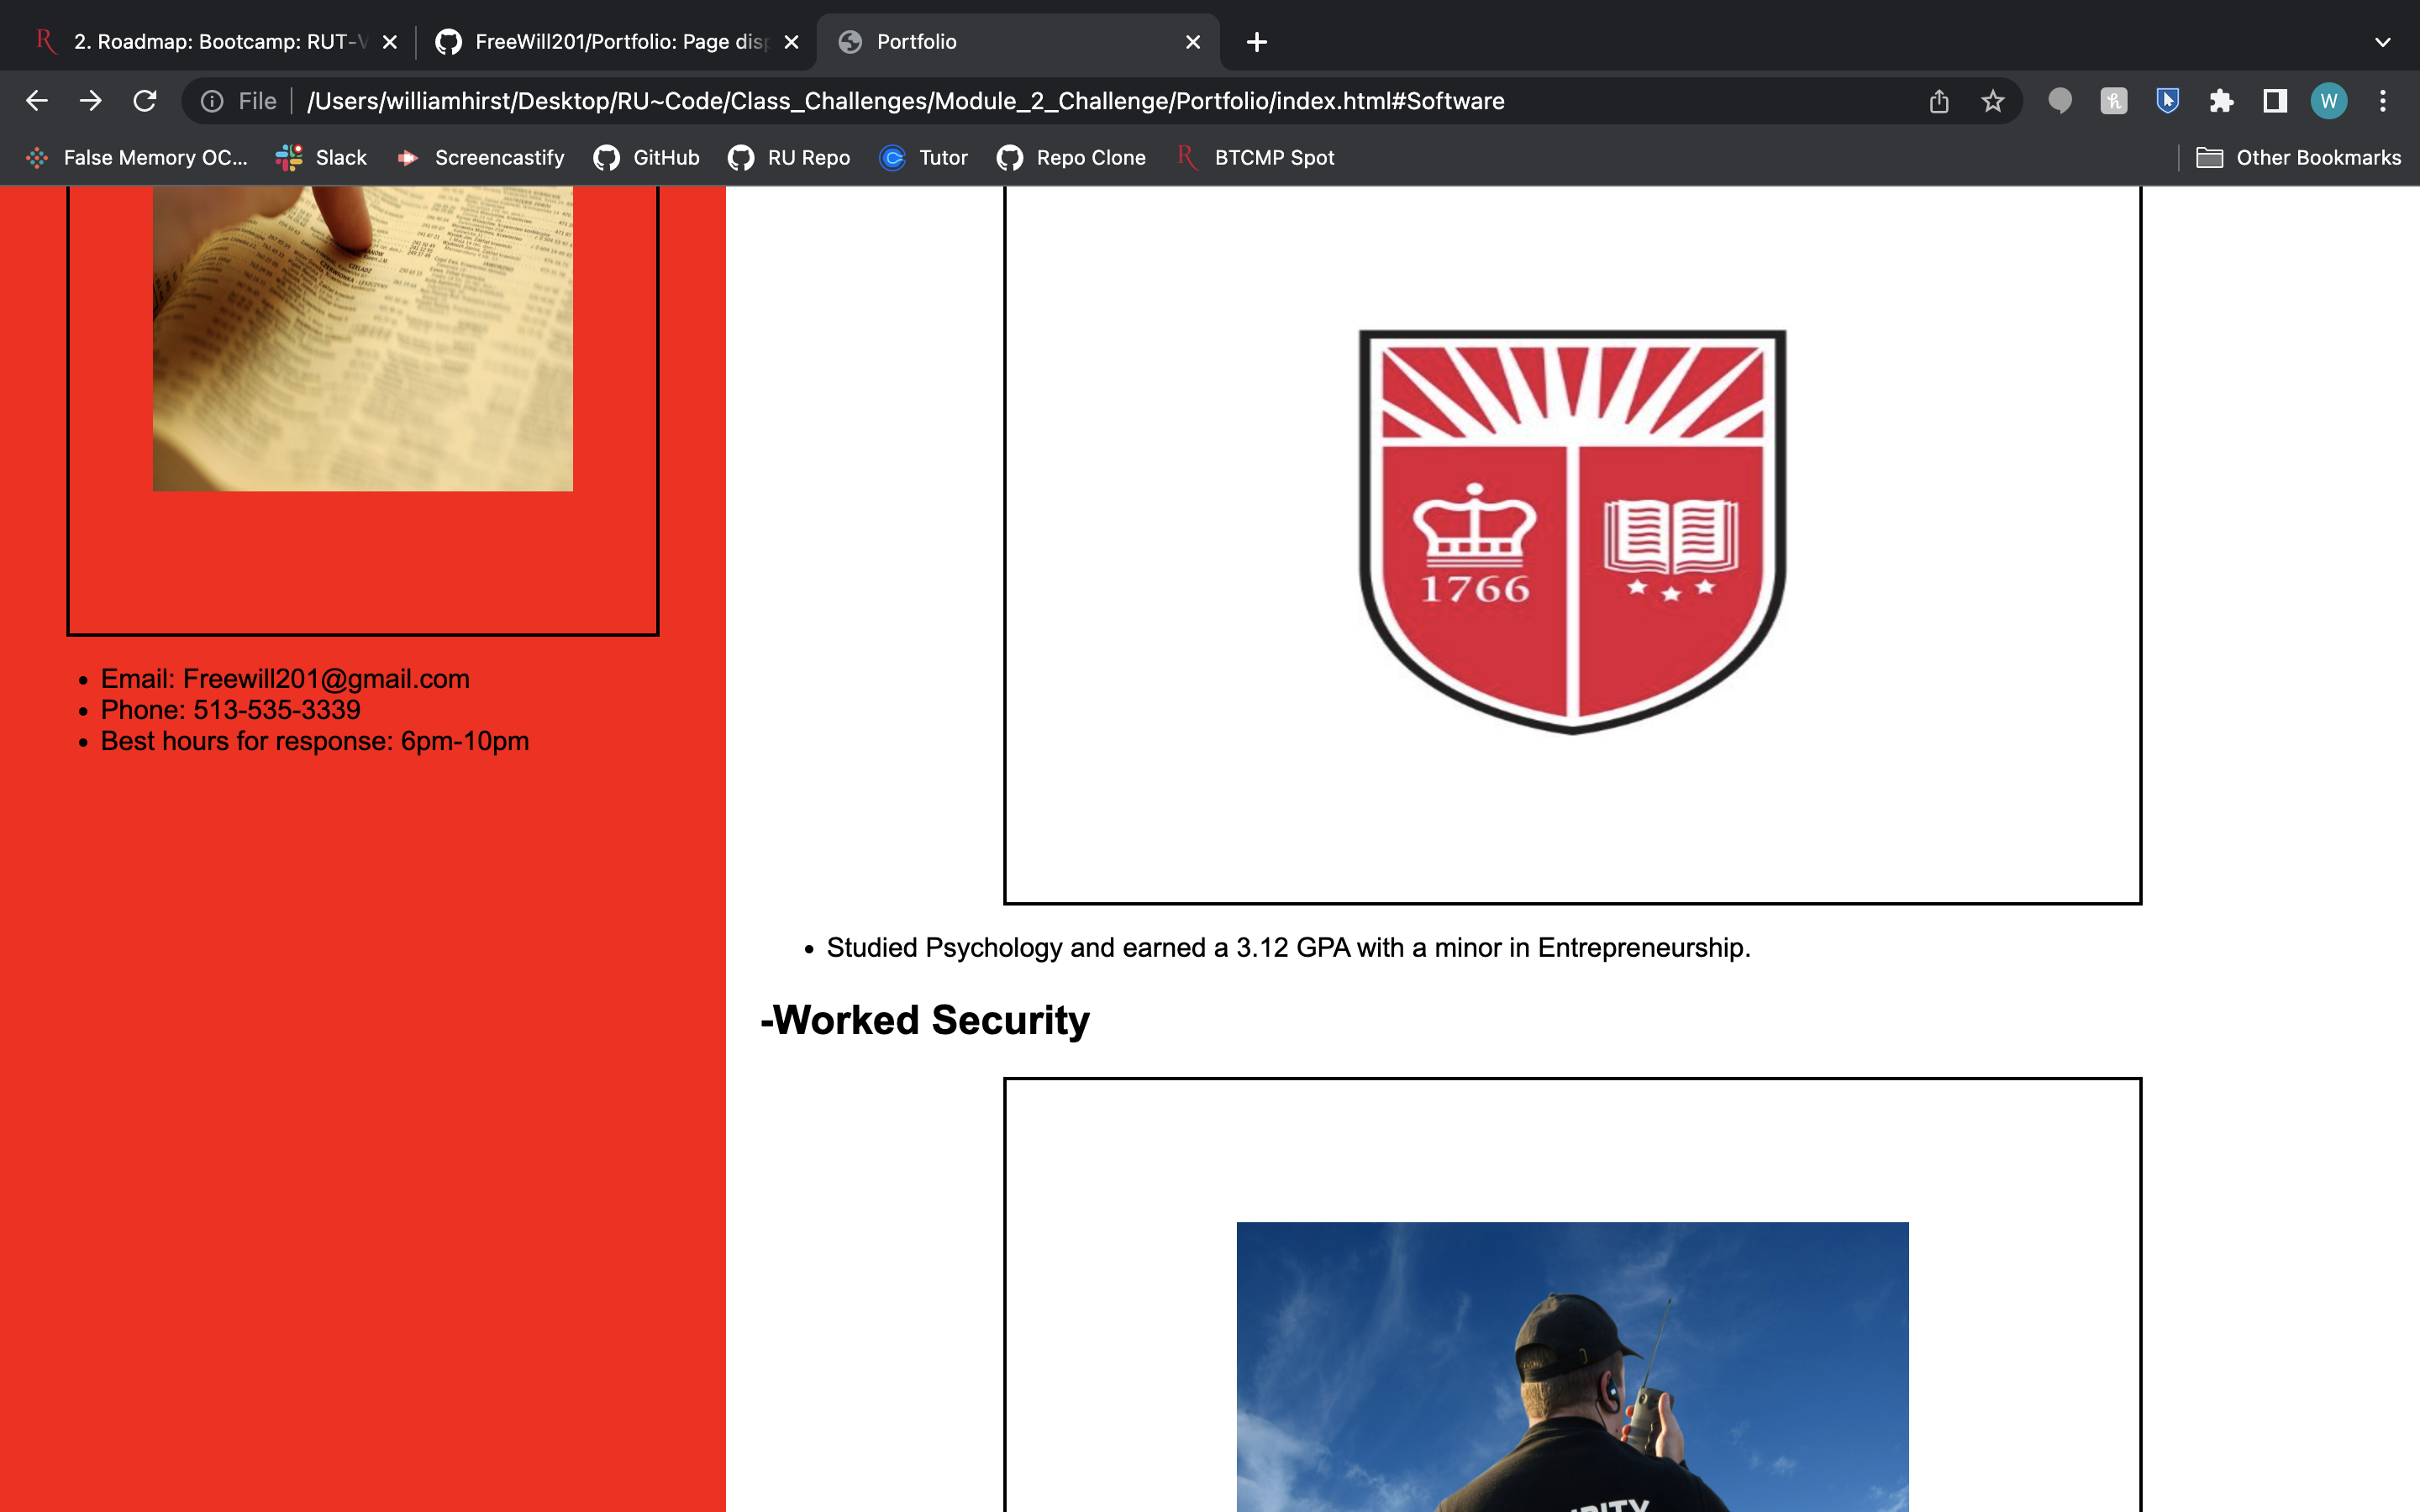 2. Roadmap: Bootcamp: RUT-V
FreeWill201/Portfolio: Page disp
Portfolio
File
/Users/williamhirst/Desktop/RU~Code/Class_Challenges/Module_2_Challenge/Portfolio/index.html#Software
W
False Memory OC...
Slack
Screencastify
GitHub
RU Repo
Tutor
Repo Clone
BTCMP Spot
Other Bookmarks
• Email: Freewill201@gmail.com
• Phone: 513-535-3339
• Best hours for response: 6pm-10pm
1766
• Studied Psychology and earned a 3.12 GPA with a minor in Entrepreneurship.
-Worked Security